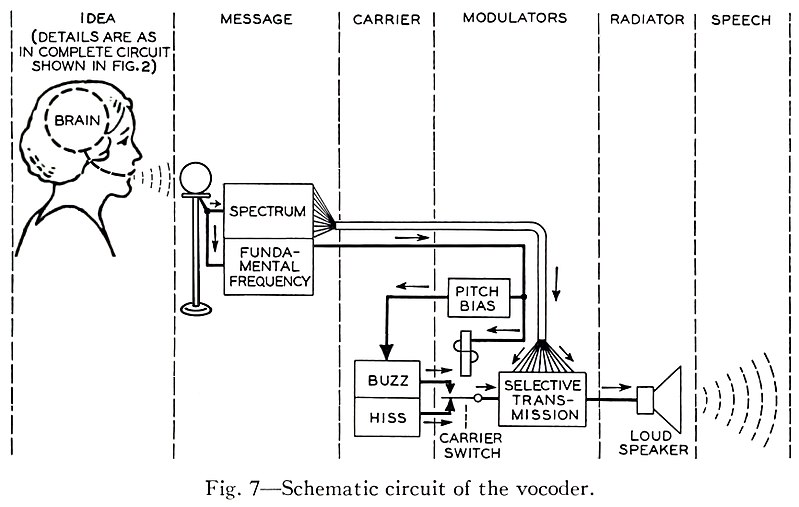 IDEA
(DETAILS ARE AS
IN COMPLETE CIRCUIT
SHOWN IN FIG.2)
MESSAGE
CARRIER
MODULATORS
RADIATOR
SPEECH
BRAIN
SPECTRUM
FUNDA-
MENTAL
FREQUENCY
PITCH
BIAS
BUZZ
HISS
CARRIER
SWITCH
SELECTIVE
TRANS-
MISSION
LOUD
SPEAKER
Fig. 7—Schematic circuit of the vocoder.